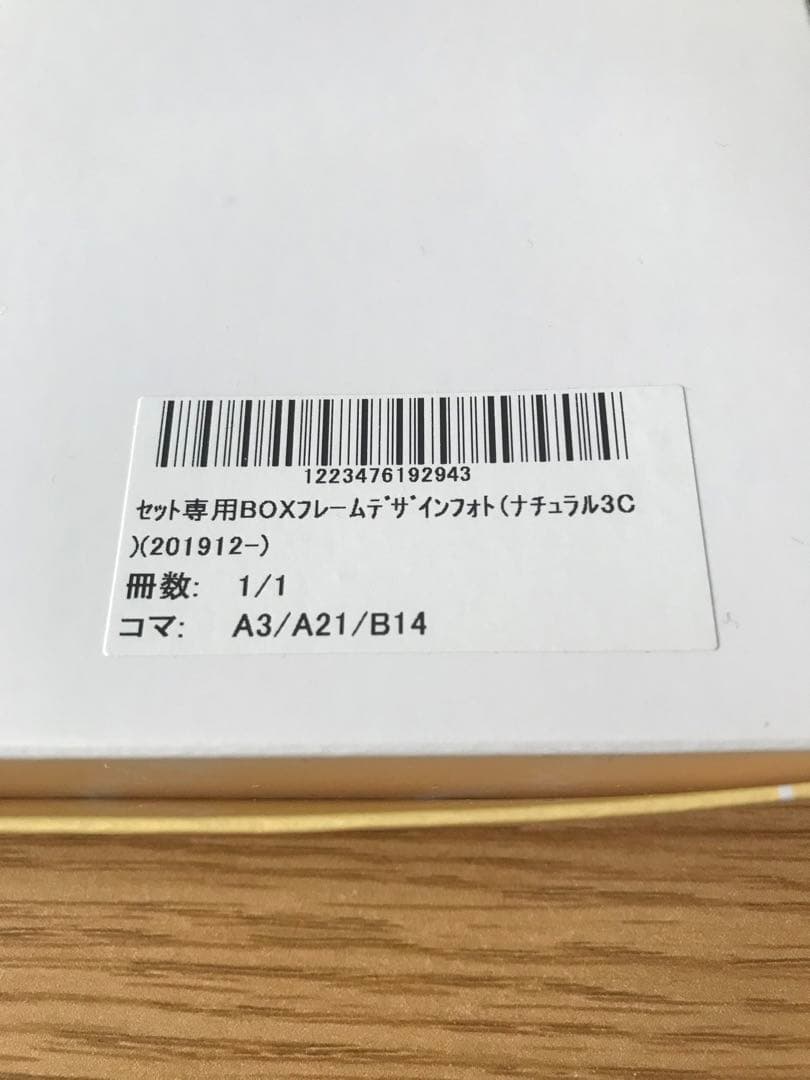 1223476192943
ｾｯﾄ専用BOXﾌﾚｰﾑﾃﾞｻﾞｲﾝﾌｫﾄ(ﾅﾁｭﾗﾙ3C
)(201912-)
冊数: 1/1
コマ: A3/A21/B14